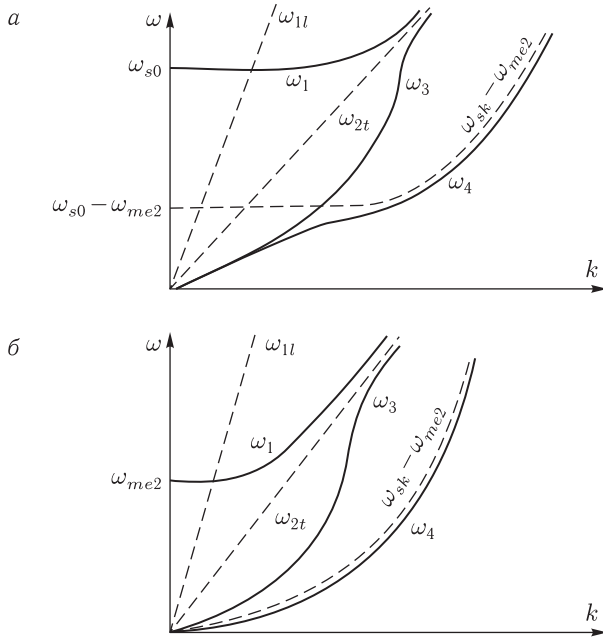 а
ω
ω₁ₗ
ωₛ₀
ω₁
ω₃
ω₂ₜ
ωₛₖ − ωₘₑ₂
ω₄
ωₛ₀ − ωₘₑ₂
k
б
ω
ω₁ₗ
ω₃
ω₁
ωₘₑ₂
ω₂ₜ
ωₛₖ − ωₘₑ₂
ω₄
k